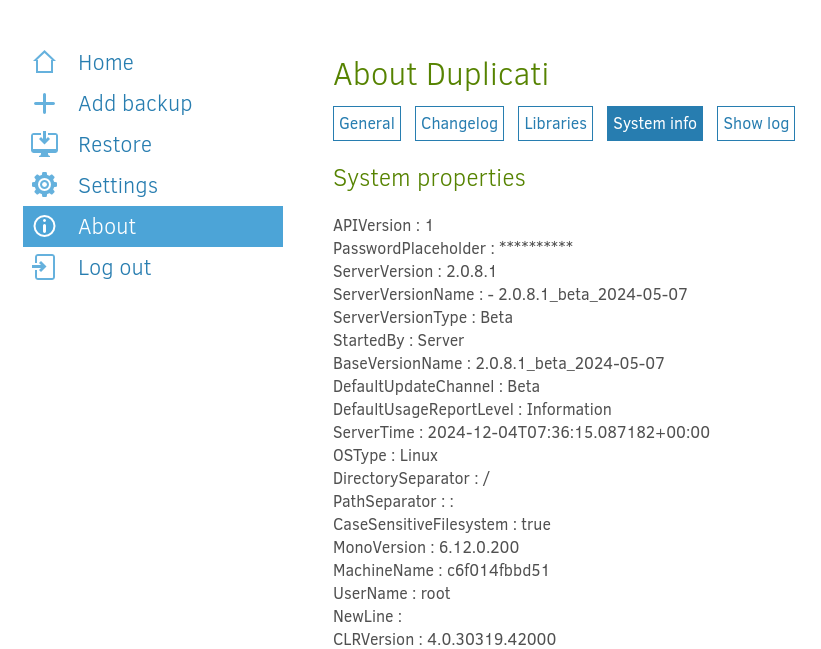 Home
Add backup
Restore
Settings
About
Log out
About Duplicati
General Changelog Libraries System info Show log
System properties
APIVersion : 1
PasswordPlaceholder : **********
ServerVersion : 2.0.8.1
ServerVersionName : - 2.0.8.1_beta_2024-05-07
ServerVersionType : Beta
StartedBy : Server
BaseVersionName : 2.0.8.1_beta_2024-05-07
DefaultUpdateChannel : Beta
DefaultUsageReportLevel : Information
ServerTime : 2024-12-04T07:36:15.087182+00:00
OSType : Linux
DirectorySeparator : /
PathSeparator : :
CaseSensitiveFilesystem : true
MonoVersion : 6.12.0.200
MachineName : c6f014fbbd51
UserName : root
NewLine :
CLRVersion : 4.0.30319.42000